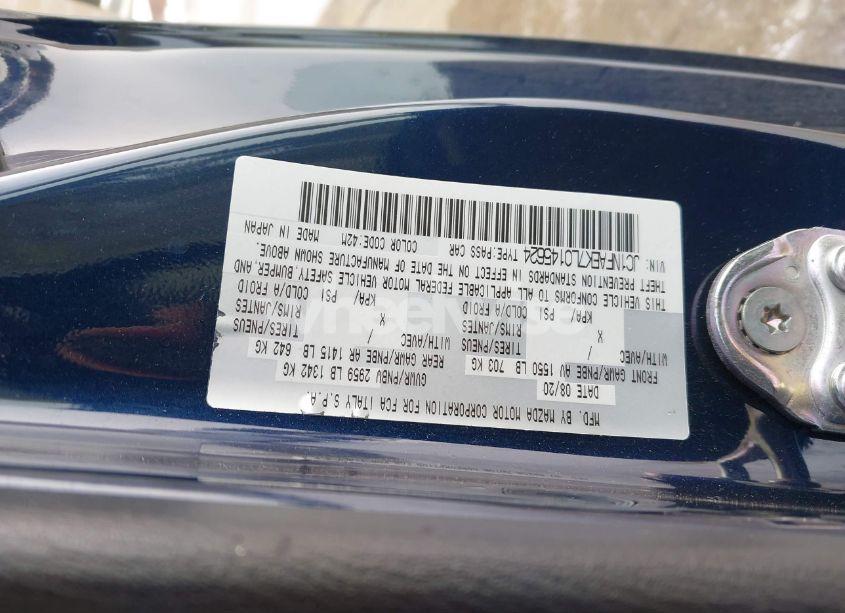 MFD. BY MAZDA MOTOR CORPORATION FOR FCA ITALY S.P.A.
DATE 08/20 GVWR/PNBV 2959 LB 1342 KG
FRONT GAWR/PNBE AV 1550 LB 703 KG REAR GAWR/PNBE AR 1415 LB 642 KG
WITH/AVEC TIRES/PNEUS WITH/AVEC TIRES/PNEUS
/ RIMS/JANTES / RIMS/JANTES
X X
KPA/ PSI COLD/A FROID KPA/ PSI COLD/A FROID
THIS VEHICLE CONFORMS TO ALL APPLICABLE FEDERAL MOTOR VEHICLE SAFETY, BUMPER, AND
THEFT PREVENTION STANDARDS IN EFFECT ON THE DATE OF MANUFACTURE SHOWN ABOVE.
VIN: JC1NFAEK7L0145624 TYPE:PASS CAR COLOR CODE:42M MADE IN JAPAN